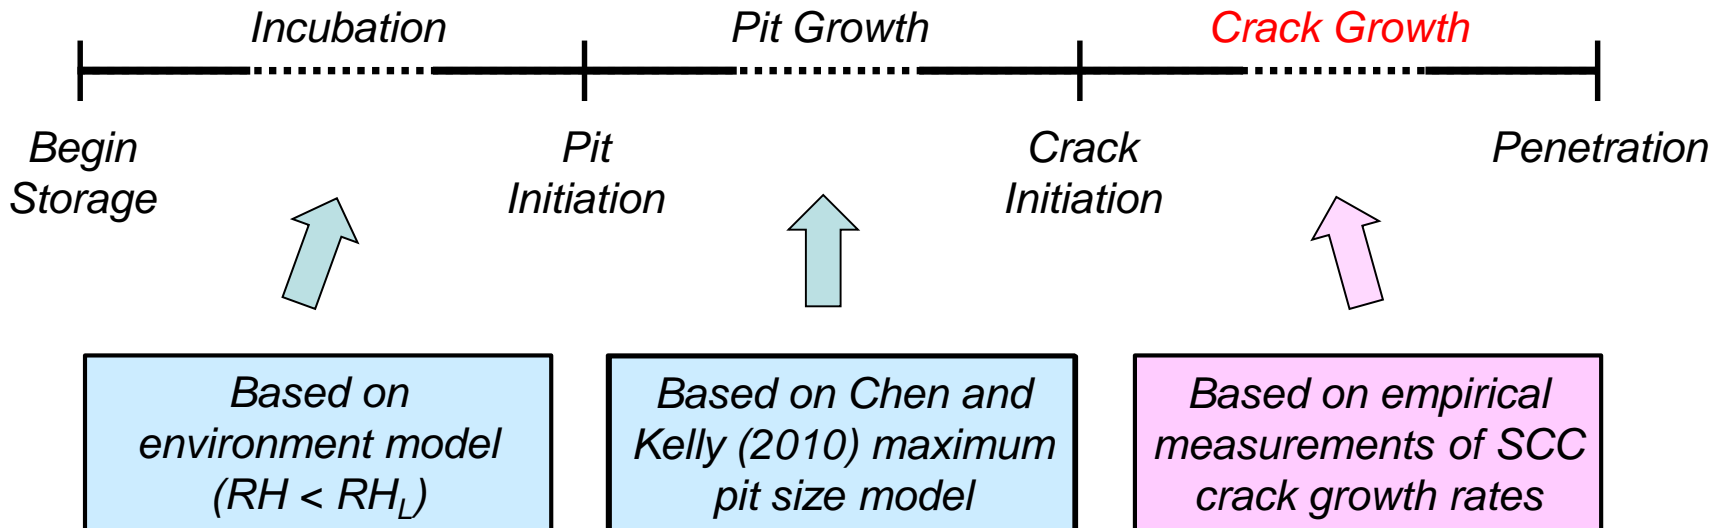 Incubation
Pit Growth
Crack Growth
Begin
Storage
Pit
Initiation
Crack
Initiation
Penetration
Based on
environment model
(RH < RH_L)
Based on Chen and
Kelly (2010) maximum
pit size model
Based on empirical
measurements of SCC
crack growth rates